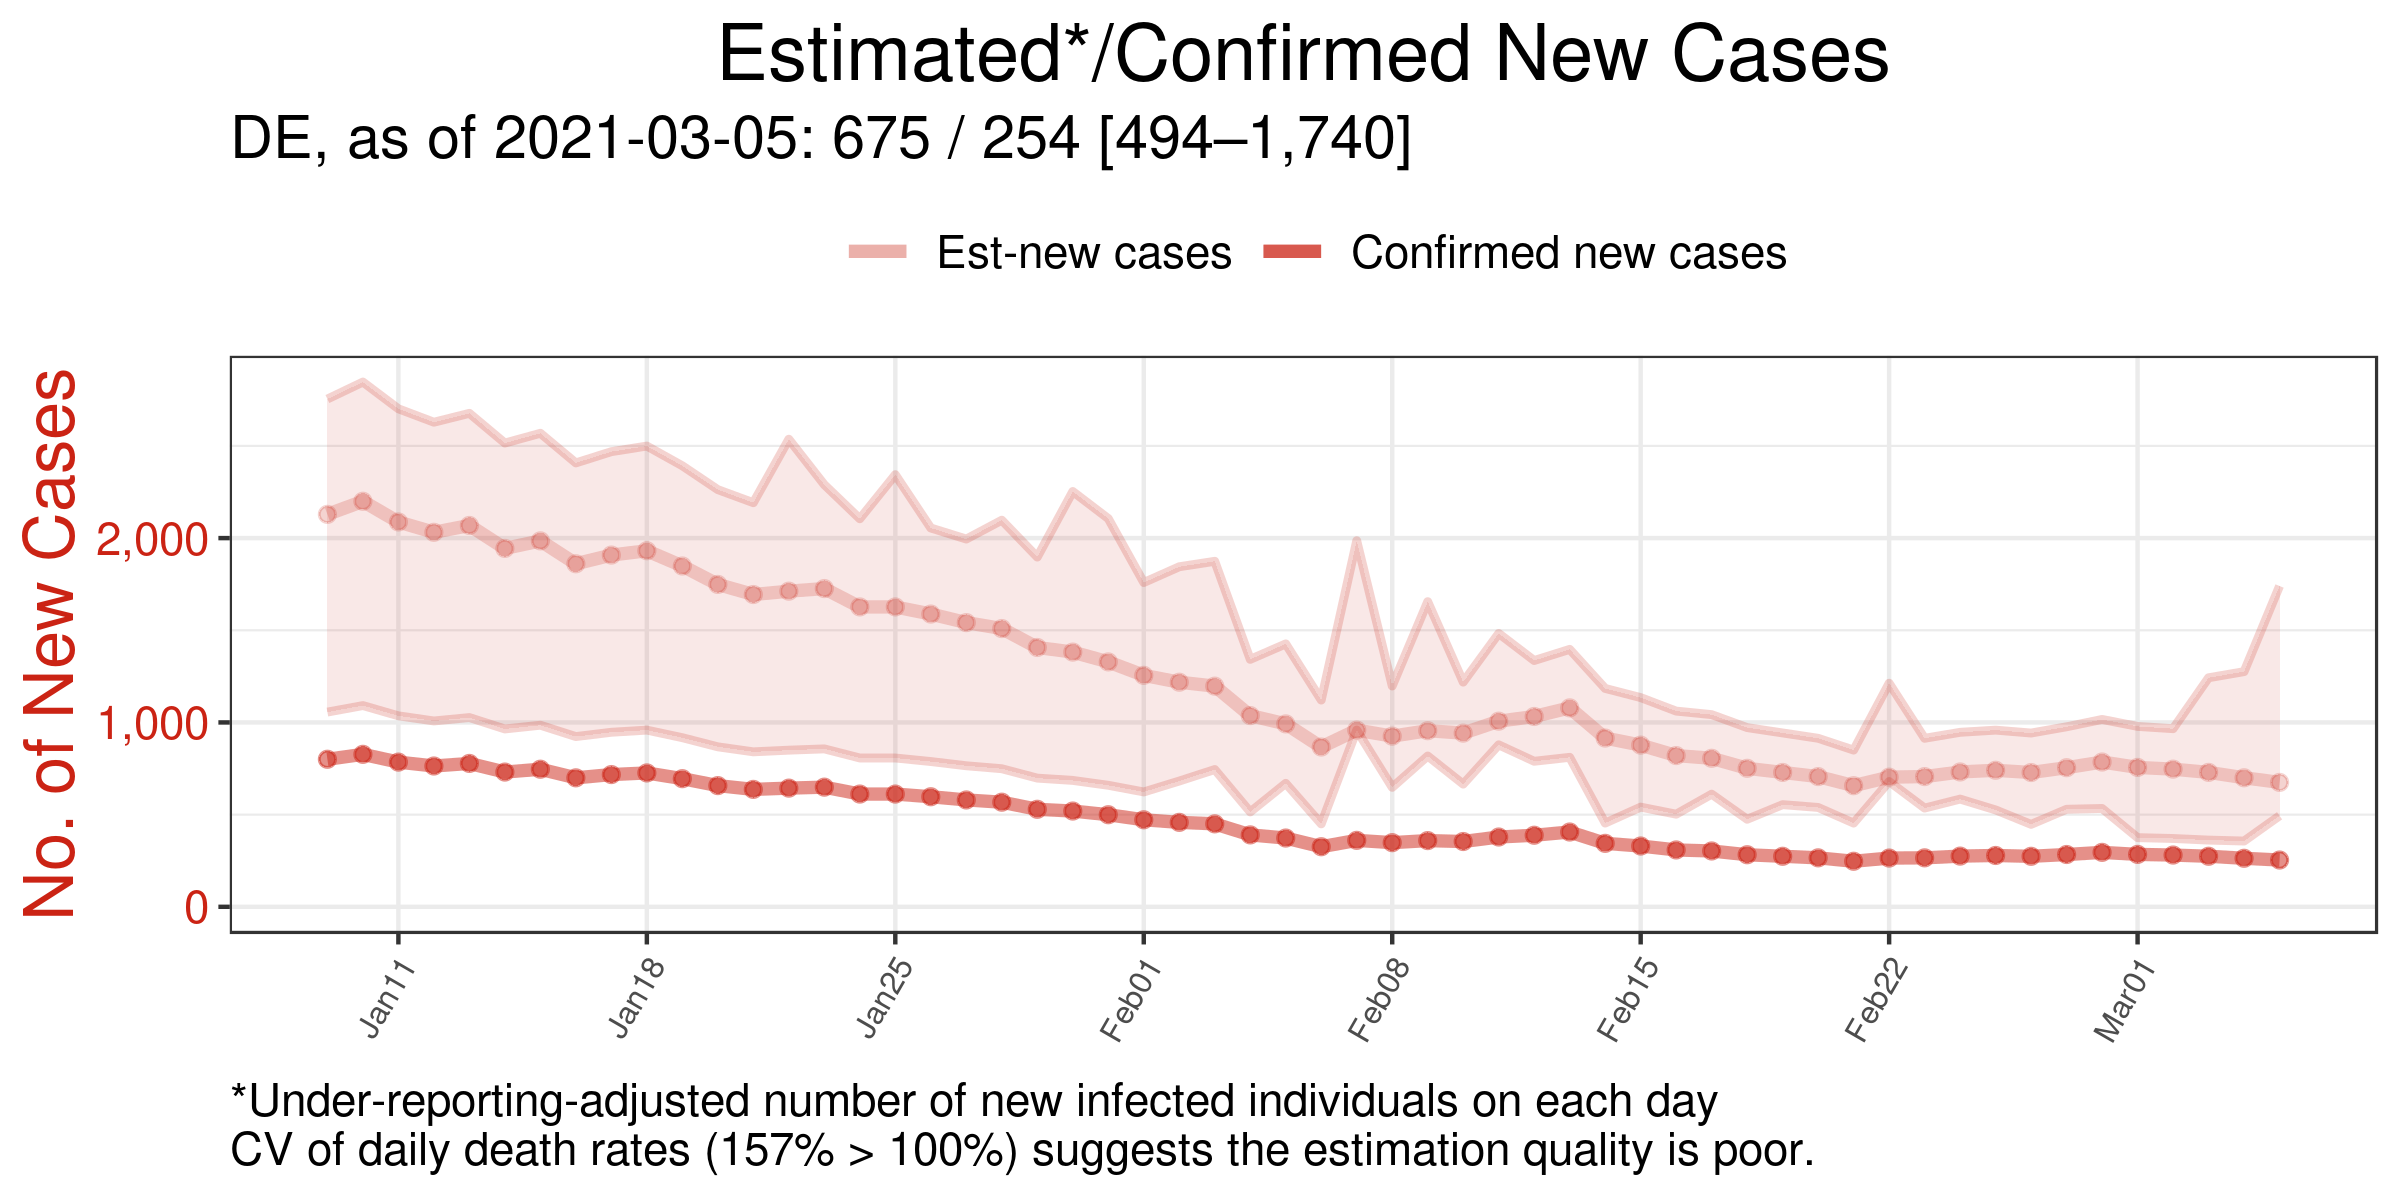 Estimated*/Confirmed New Cases
DE, as of 2021-03-05: 675 / 254 [494–1,740]
Est-new cases Confirmed new cases
No. of New Cases
2,000
1,000
0
Jan11 Jan18 Jan25 Feb01 Feb08 Feb15 Feb22 Mar01
*Under-reporting-adjusted number of new infected individuals on each day
CV of daily death rates (157% > 100%) suggests the estimation quality is poor.